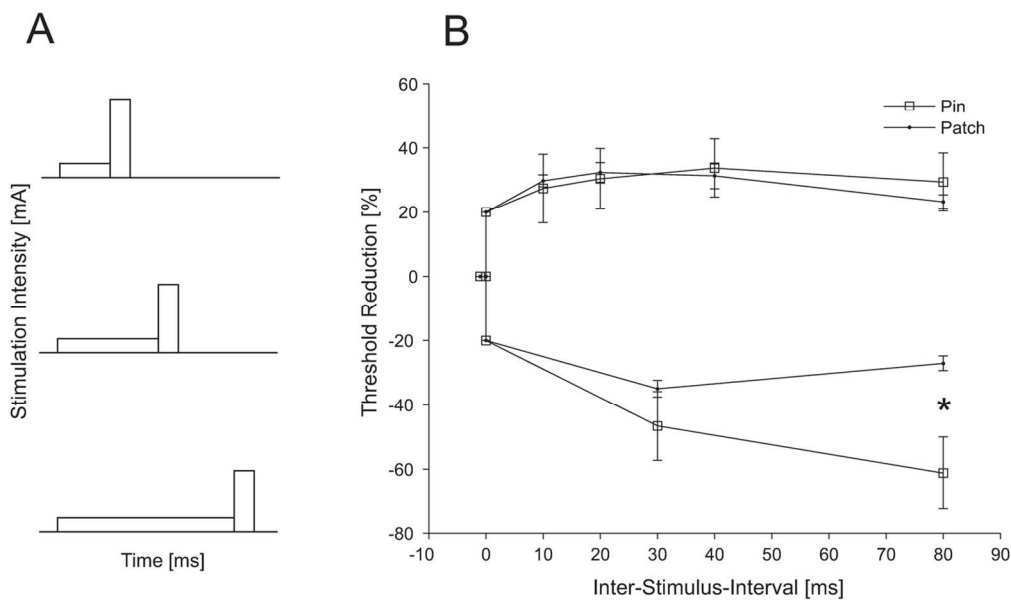 A
B
Stimulation Intensity [mA]
Time [ms]
Threshold Reduction [%]
60
40
20
0
-20
-40
-60
-80
Pin
Patch
*
-10 0 10 20 30 40 50 60 70 80 90
Inter-Stimulus-Interval [ms]